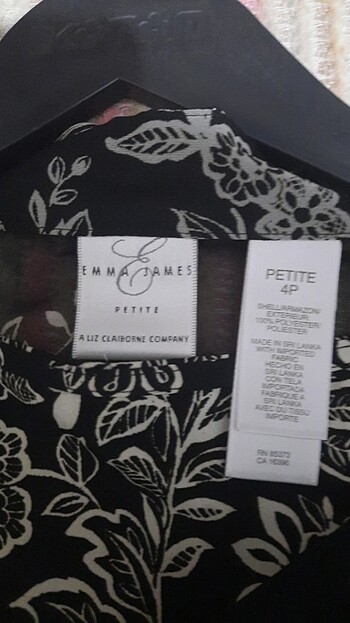 E
EMMA JAMES
PETITE
A LIZ CLAIBORNE COMPANY
PETITE
4P
SHELL/ARMAZON/
EXTERIEUR:
100% POLYESTER/
POLIESTER
MADE IN SRI LANKA
WITH IMPORTED
FABRIC
HECHO EN
SRI LANKA
CON TELA
IMPORTADA
FABRIQUE A
SRI LANKA
AVEC DU TISSU
IMPORTE
RN 85373
CA 16396